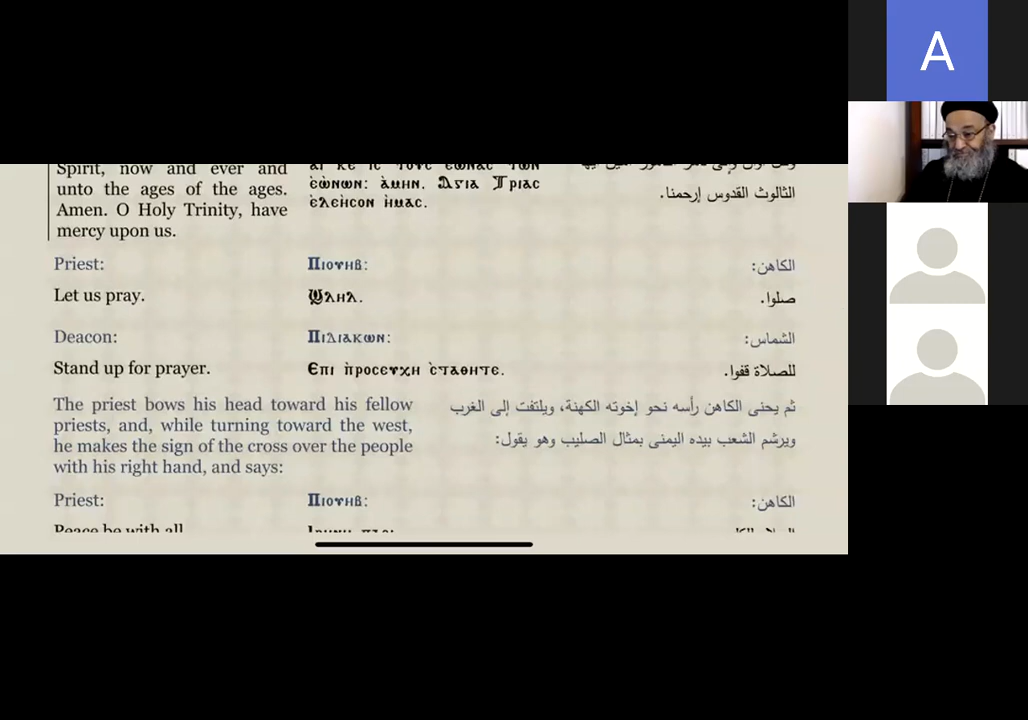 A
Spirit, now and ever and
unto the ages of the ages.
Amen. O Holy Trinity, have
mercy upon us.
ⲉ̀ⲱⲛⲱⲛ: ⲁ̀ⲙⲏⲛ. Ⲁⲅⲓⲁ Ⲧⲣⲓⲁⲥ
ⲉ̀ⲗⲉⲏⲥⲟⲛ ⲏ̀ⲙⲁⲥ.
الثالوث القدوس إرحمنا.
Priest:
Ⲡⲓⲟⲩⲏⲃ:
الكاهن:
Let us pray.
Ϣⲗⲏⲗ.
صلوا.
Deacon:
Ⲡⲓⲇⲓⲁⲕⲱⲛ:
الشماس:
Stand up for prayer.
Ⲉⲡⲓ ⲡ̀ⲣⲟⲥⲉⲩⲭⲏ ⲥ̀ⲧⲁⲑⲏⲧⲉ.
للصلاة قفوا.
The priest bows his head toward his fellow
priests, and, while turning toward the west,
he makes the sign of the cross over the people
with his right hand, and says:
ثم يحنى الكاهن رأسه نحو إخوته الكهنة، ويلتفت إلى الغرب
ويرشم الشعب بيده اليمنى بمثال الصليب وهو يقول:
Priest:
Ⲡⲓⲟⲩⲏⲃ:
الكاهن:
Peace be with all